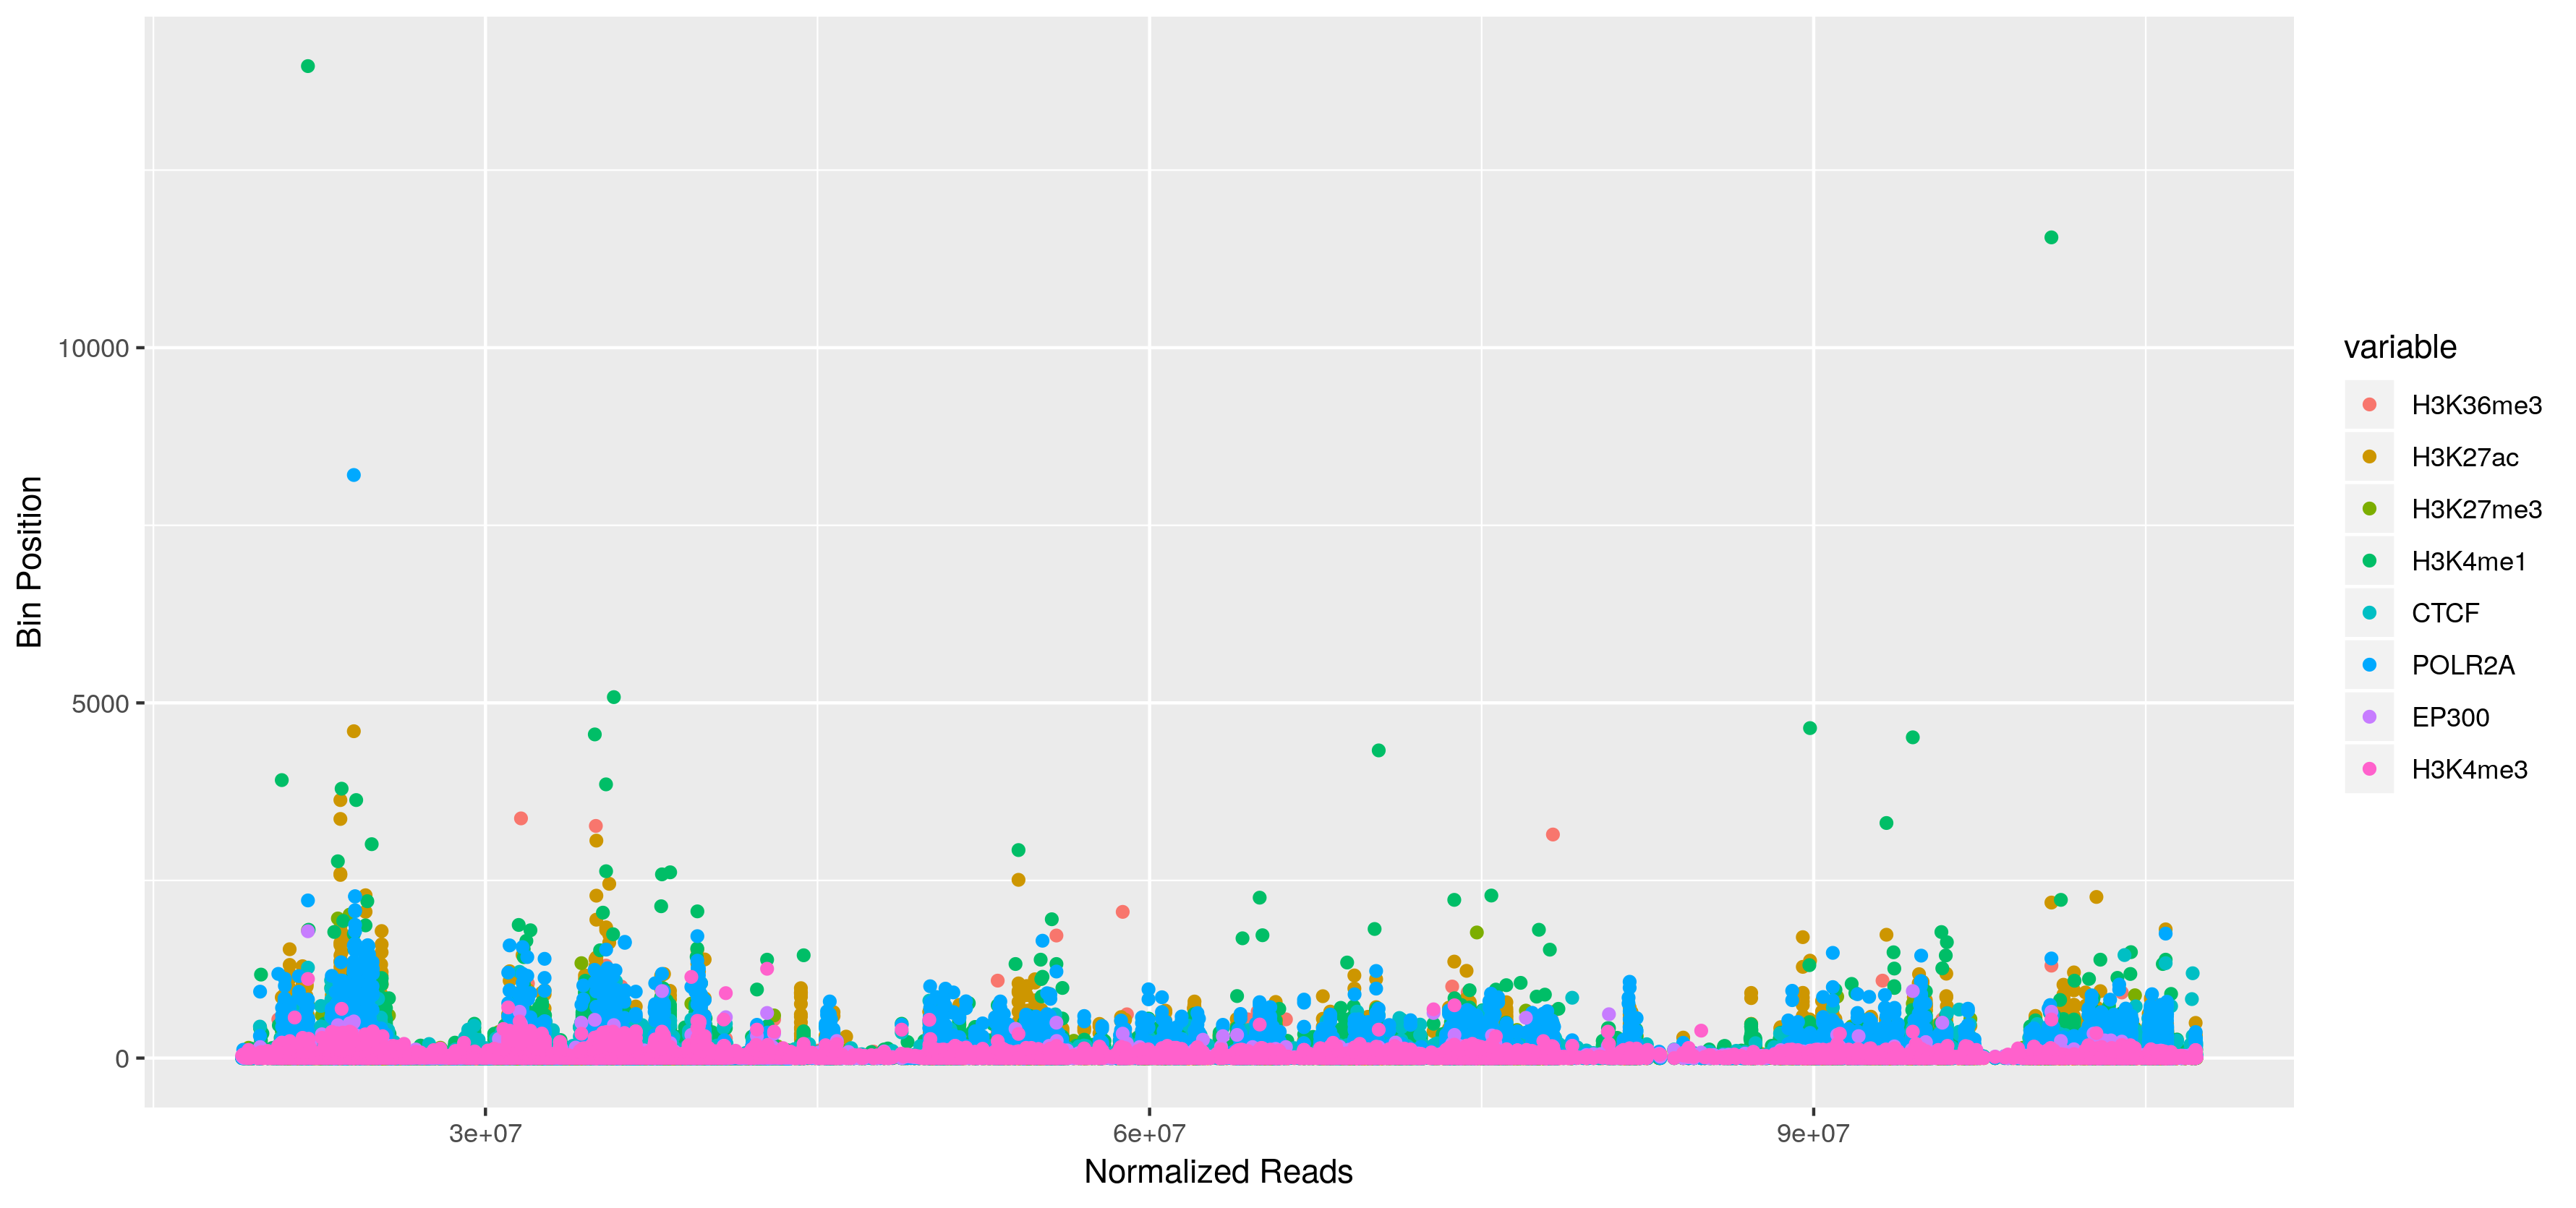 10000
5000
0
Bin Position
3e+07
6e+07
9e+07
Normalized Reads
variable
H3K36me3
H3K27ac
H3K27me3
H3K4me1
CTCF
POLR2A
EP300
H3K4me3